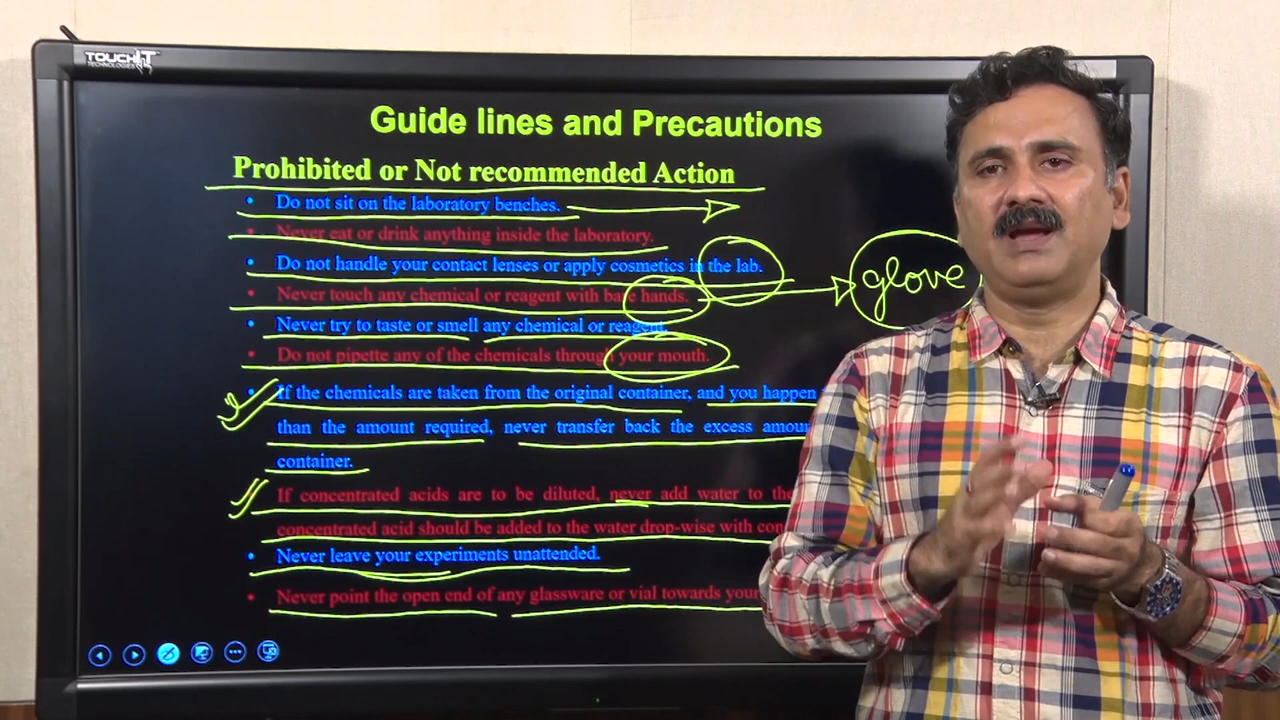 TOUCHIT
TECHNOLOGIES
Guide lines and Precautions
Prohibited or Not recommended Action
• Do not sit on the laboratory benches.
• Never eat or drink anything inside the laboratory.
• Do not handle your contact lenses or apply cosmetics in the lab.
glove
• Never touch any chemical or reagent with bare hands.
• Never try to taste or smell any chemical or reagent.
• Do not pipette any of the chemicals through your mouth.
• If the chemicals are taken from the original container, and you happen
than the amount required, never transfer back the excess
container.
• If concentrated acids are to be diluted, never add water to the
concentrated acid should be added to the water drop-wise with
• Never leave your experiments unattended.
• Never point the open end of any glassware or vial towards